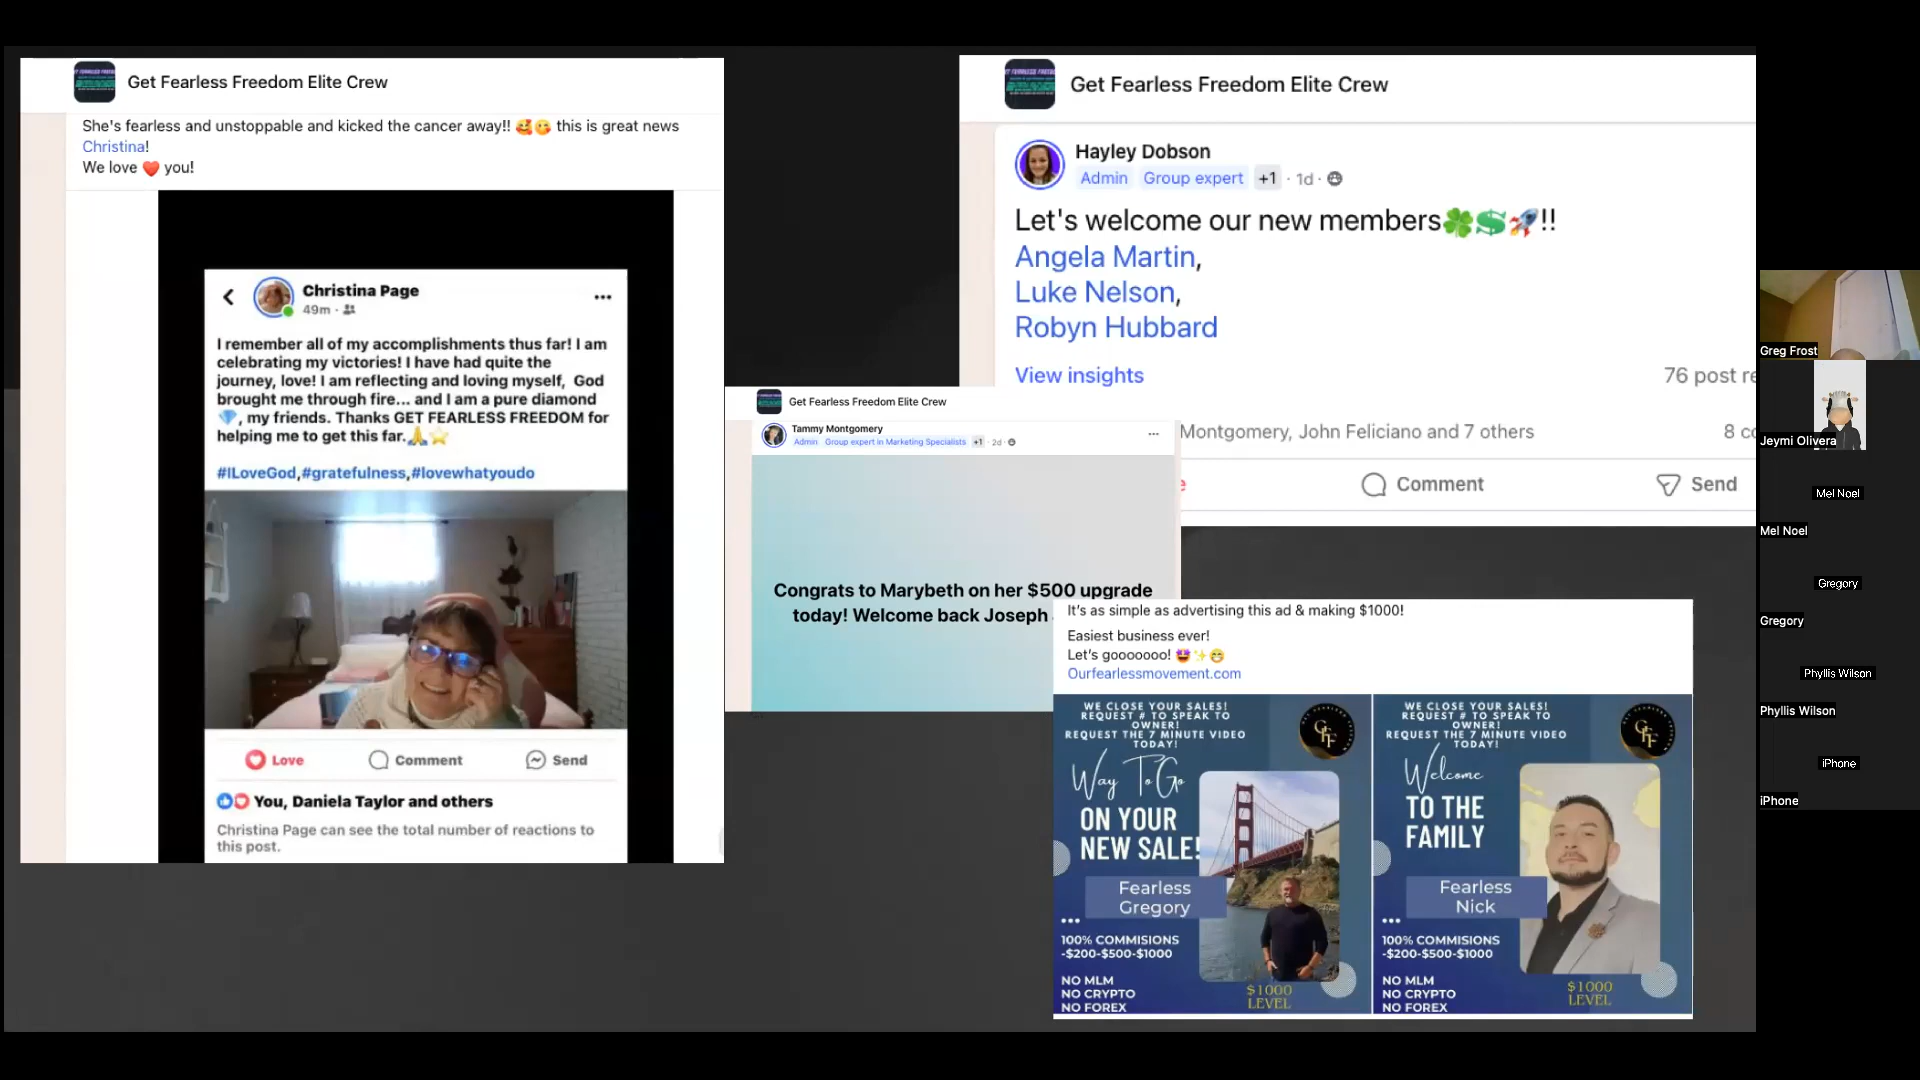 Get Fearless Freedom Elite Crew
She's fearless and unstoppable and kicked the cancer away!! 🥰😘 this is great news
Christina!
We love ❤️ you!
Christina Page
49m ·
I remember all of my accomplishments thus far! I am
celebrating my victories! I have had quite the
journey, love! I am reflecting and loving myself, God
brought me through fire... and I am a pure diamond
💎, my friends. Thanks GET FEARLESS FREEDOM for
helping me to get this far.🙏⭐
#ILoveGod,#gratefulness,#lovewhatyoudo
Love
Comment
Send
You, Daniela Taylor and others
Christina Page can see the total number of reactions to
this post.
Get Fearless Freedom Elite Crew
Hayley Dobson
Admin Group expert +1 · 1d ·
Let's welcome our new members🍀💲🚀!!
Angela Martin,
Luke Nelson,
Robyn Hubbard
View insights
76 post re
Montgomery, John Feliciano and 7 others
8 co
e
Comment
Send
Get Fearless Freedom Elite Crew
Tammy Montgomery
Admin Group expert in Marketing Specialists +1 · 2d ·
Congrats to Marybeth on her $500 upgrade
today! Welcome back Joseph
It's as simple as advertising this ad & making $1000!
Easiest business ever!
Let's gooooooo! 🤩✨😁
Ourfearlessmovement.com
WE CLOSE YOUR SALES!
REQUEST # TO SPEAK TO
OWNER!
REQUEST THE 7 MINUTE VIDEO
TODAY!
GFF
Way To Go
ON YOUR
NEW SALE!
Fearless
Gregory
100% COMMISIONS
-$200-$500-$1000
NO MLM
NO CRYPTO
NO FOREX
$1000
LEVEL
WE CLOSE YOUR SALES!
REQUEST # TO SPEAK TO
OWNER!
REQUEST THE 7 MINUTE VIDEO
TODAY!
GFF
Welcome
TO THE
FAMILY
Fearless
Nick
100% COMMISIONS
-$200-$500-$1000
NO MLM
NO CRYPTO
NO FOREX
$1000
LEVEL
Greg Frost
Jeymi Olivera
Mel Noel
Mel Noel
Gregory
Gregory
Phyllis Wilson
Phyllis Wilson
iPhone
iPhone